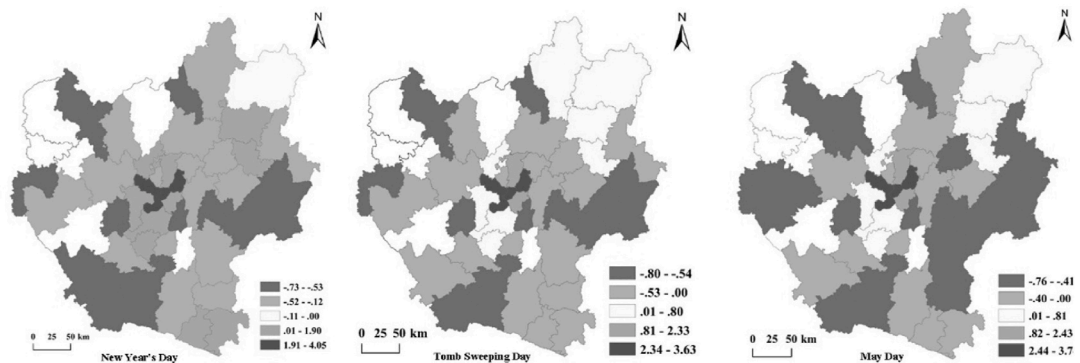 N
-.73 - -.53
-.52 - -.12
-.11 - .00
.01 - 1.90
1.91 - 4.05
0 25 50 km
New Year's Day
N
-.80 - -.54
-.53 - .00
.01 - .80
.81 - 2.33
2.34 - 3.63
0 25 50 km
Tomb Sweeping Day
N
-.76 - -.41
-.40 - .00
.01 - .81
.82 - 2.43
2.44 - 3.7
0 25 50 km
May Day